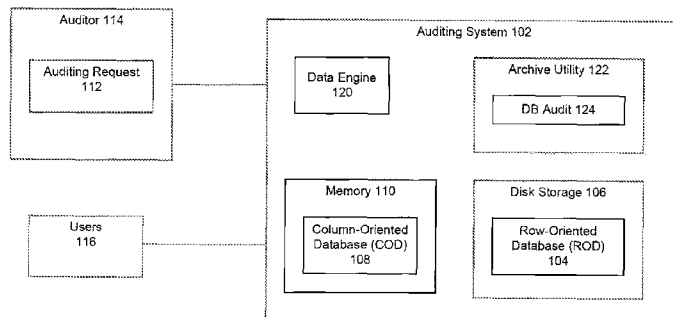 Auditor 114
Auditing Request
112
Users
116
Auditing System 102
Data Engine
120
Archive Utility 122
DB Audit 124
Memory 110
Column-Oriented
Database (COD)
108
Disk Storage 106
Row-Oriented
Database (ROD)
104